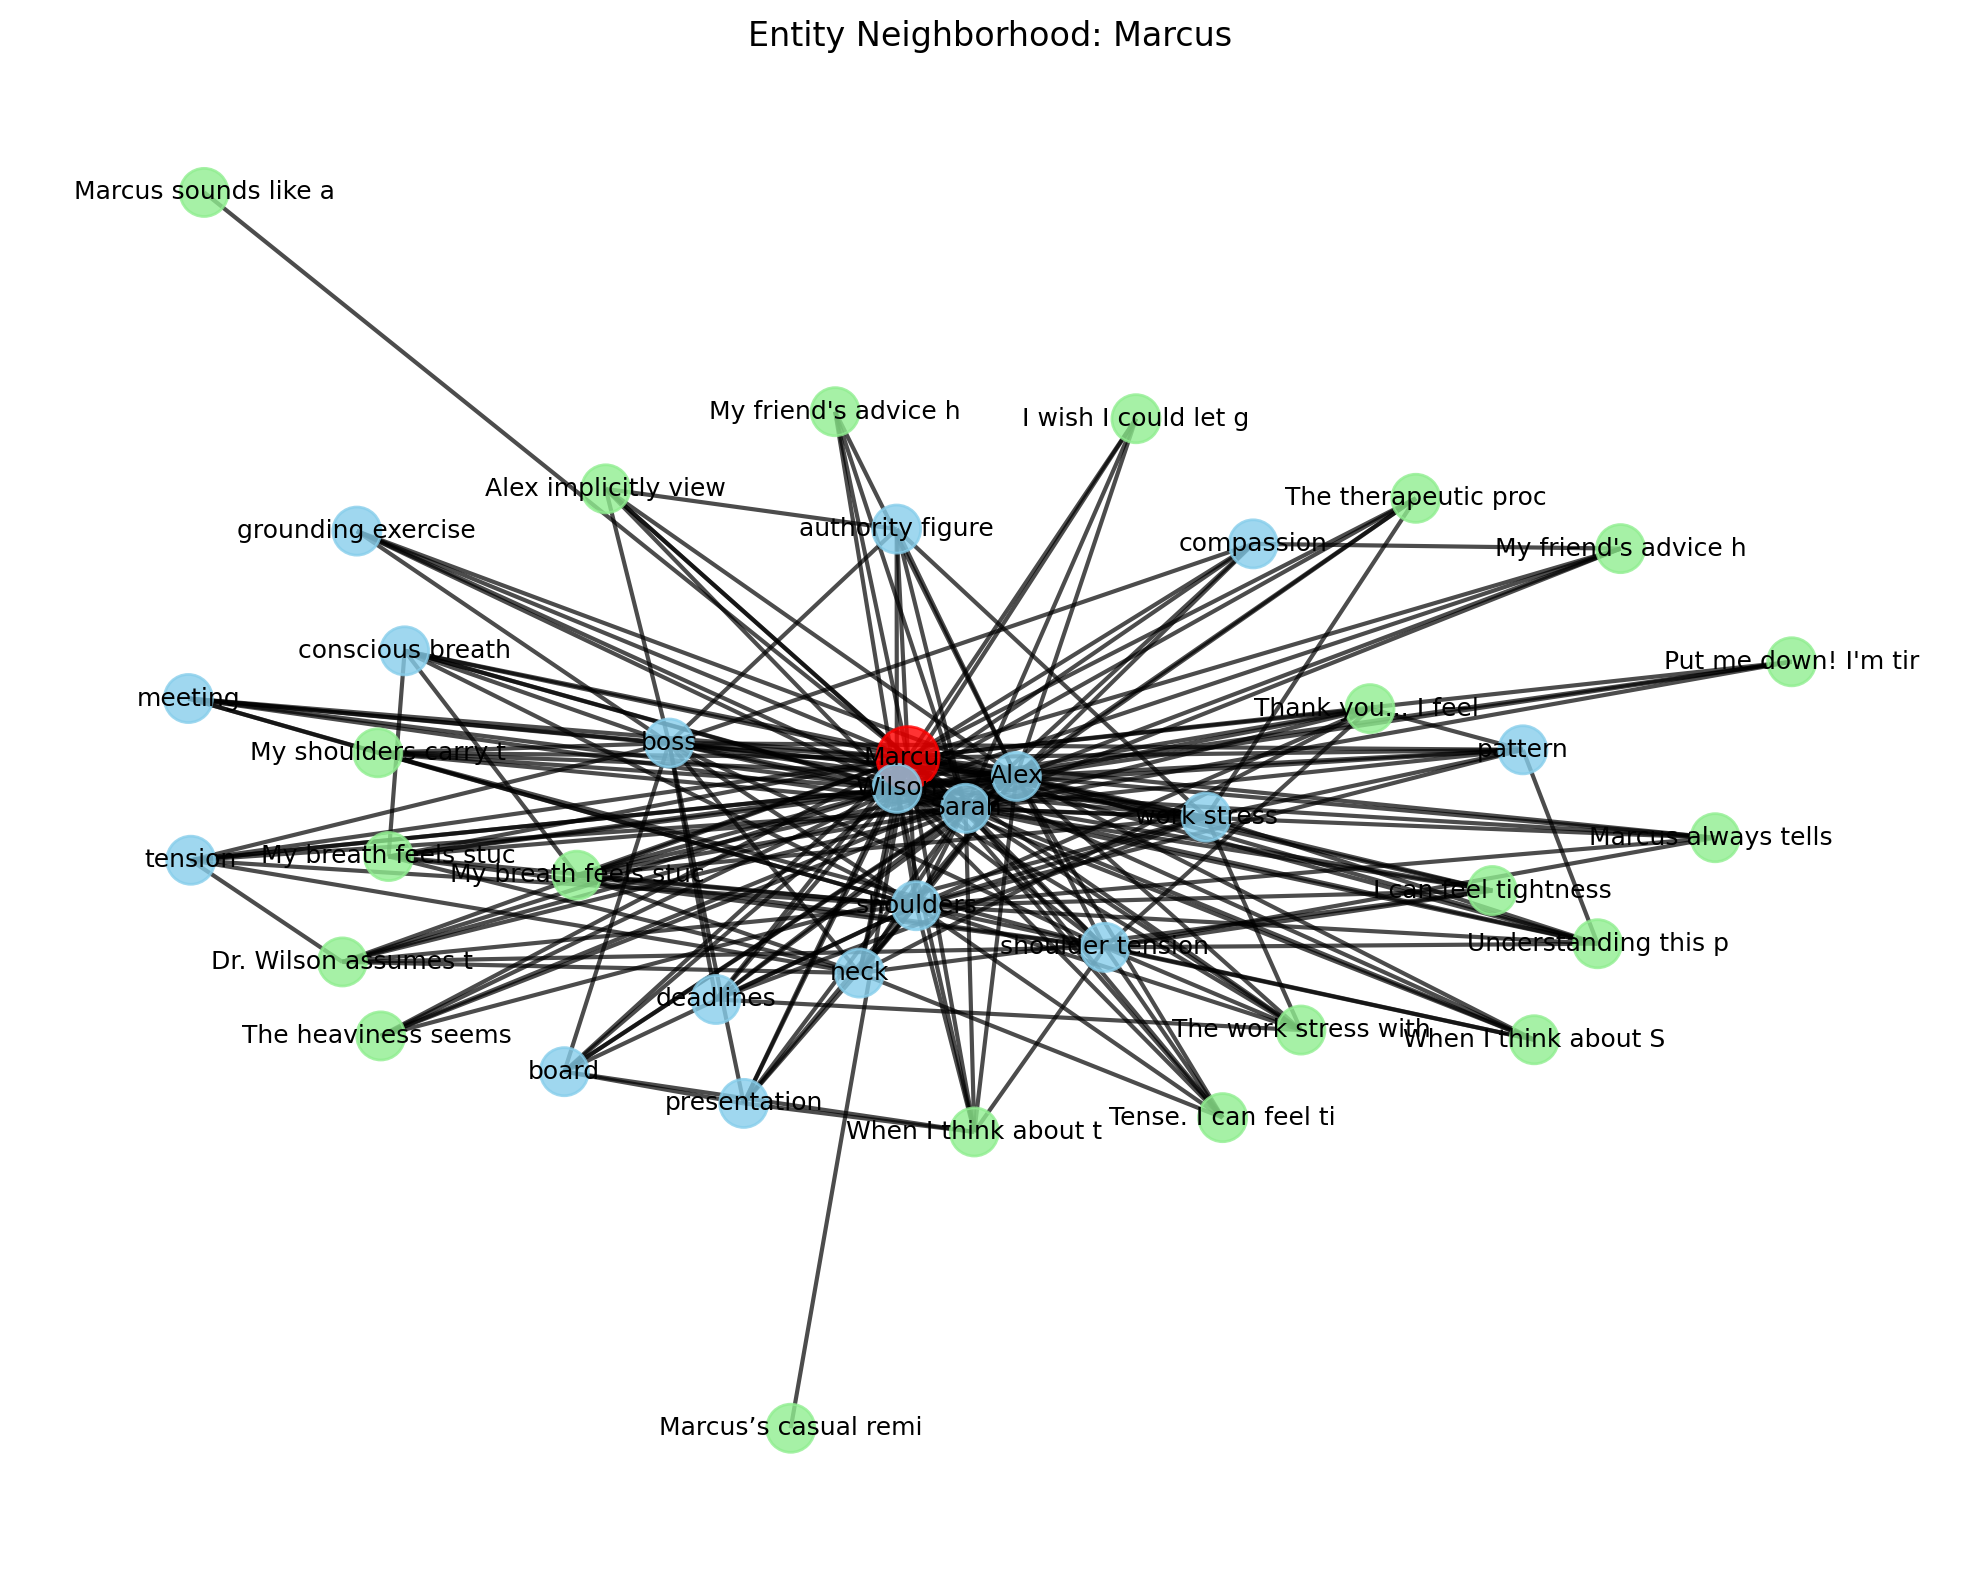 Entity Neighborhood: Marcus
Marcus sounds like a
My friend's advice h
I wish I could let g
Alex implicitly view
The therapeutic proc
grounding exercise
authority figure
compassion
My friend's advice h
conscious breath
Put me down! I'm tir
meeting
Thank you... I feel
My shoulders carry t
boss
Marcus
pattern
Alex
Wilson
sarah
work stress
Marcus always tells
tension
My breath feels stuc
My breath feels stuc
I can feel tightness
shoulders
Understanding this p
shoulder tension
Dr. Wilson assumes t
neck
deadlines
The work stress with
The heaviness seems
When I think about S
board
presentation
When I think about t
Tense. I can feel ti
Marcus’s casual remi